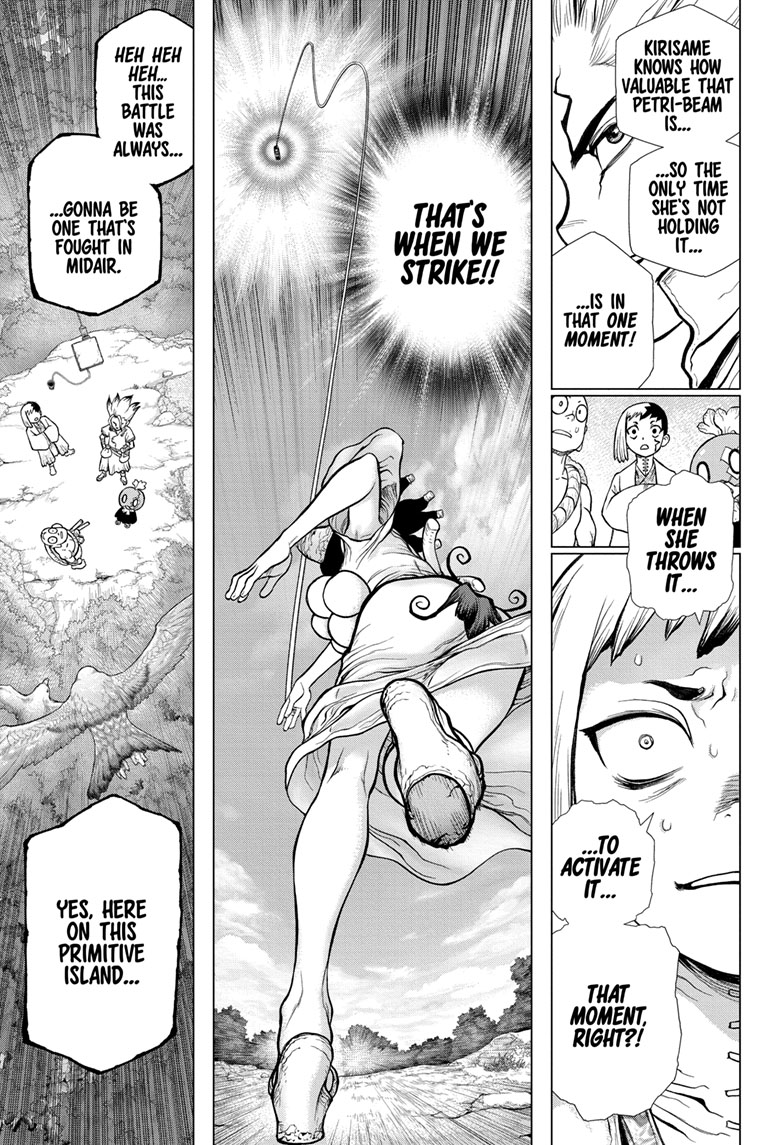 KIRISAME
KNOWS HOW
VALUABLE THAT
PETRI-BEAM
IS...
...SO THE
ONLY TIME
SHE'S NOT
HOLDING
IT...
...IS IN
THAT ONE
MOMENT!
WHEN
SHE
THROWS
IT...
...TO
ACTIVATE
IT...
THAT
MOMENT,
RIGHT?!
THAT'S
WHEN WE
STRIKE!!
HEH HEH
HEH...
THIS
BATTLE
WAS
ALWAYS...
...GONNA BE
ONE THAT'S
FOUGHT IN
MIDAIR.
YES, HERE
ON THIS
PRIMITIVE
ISLAND...